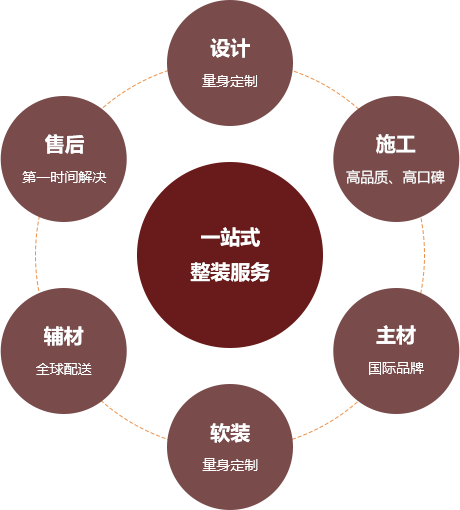 设计
量身定制
售后
第一时间解决
施工
高品质、高口碑
一站式
整装服务
辅材
全球配送
主材
国际品牌
软装
量身定制